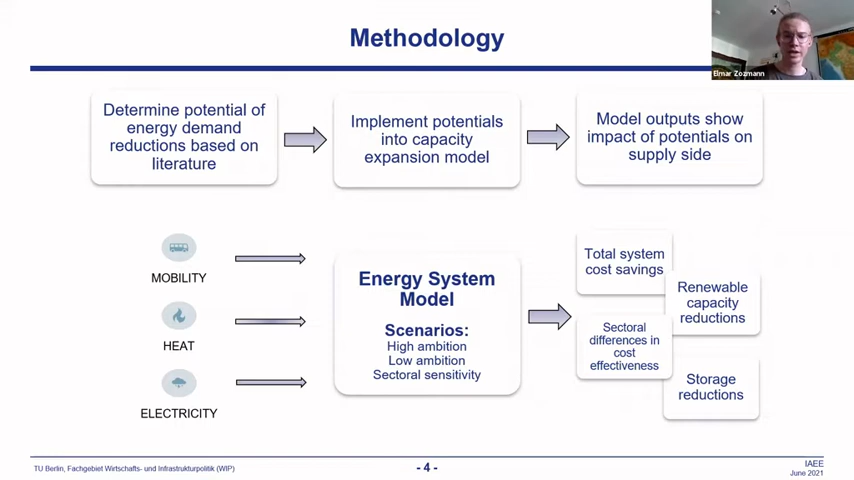 Methodology
Elmar Zozmann
Determine potential of
energy demand
reductions based on
literature
Implement potentials
into capacity
expansion model
Model outputs show
impact of potentials on
supply side
MOBILITY
HEAT
ELECTRICITY
Energy System
Model
Scenarios:
High ambition
Low ambition
Sectoral sensitivity
Total system
cost savings
Renewable
capacity
reductions
Sectoral
differences in
cost
effectiveness
Storage
reductions
TU Berlin, Fachgebiet Wirtschafts- und Infrastrukturpolitik (WIP)
- 4 -
IAEE
June 2021